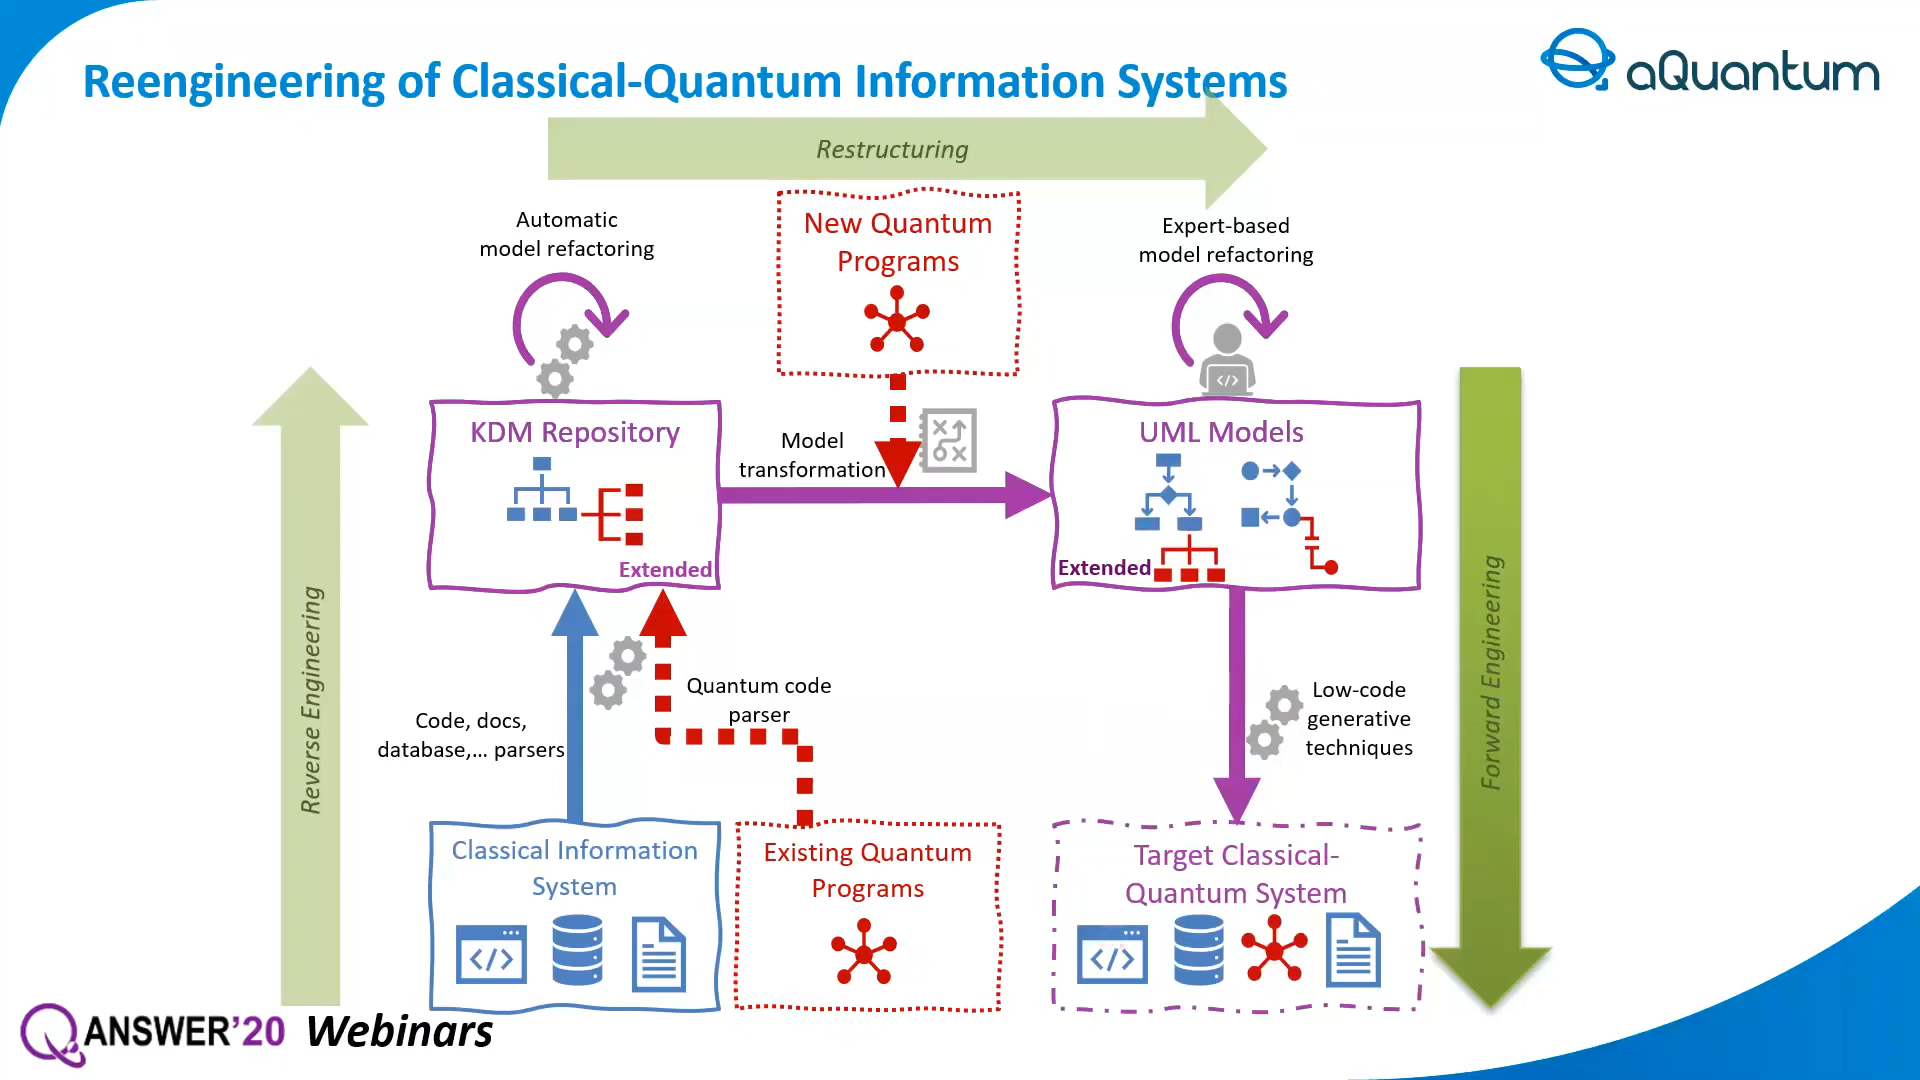 Reengineering of Classical-Quantum Information Systems
aQuantum
Restructuring
Automatic
model refactoring
New Quantum
Programs
Expert-based
model refactoring
KDM Repository
Extended
Model
transformation
UML Models
Extended
Reverse Engineering
Forward Engineering
Code, docs,
database,... parsers
Quantum code
parser
Low-code
generative
techniques
Classical Information
System
Existing Quantum
Programs
Target Classical-
Quantum System
QANSWER'20 Webinars